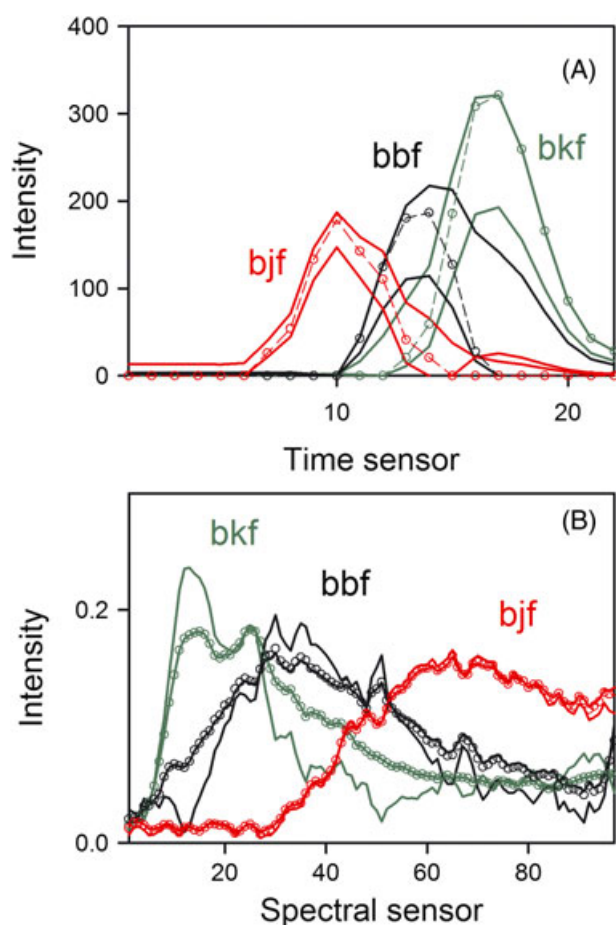 400
(A)
300
bbf
bkf
200
bjf
100
0
10
20
Intensity
Time sensor
(B)
bkf
bbf
bjf
0.2
0.0
20
40
60
80
Intensity
Spectral sensor